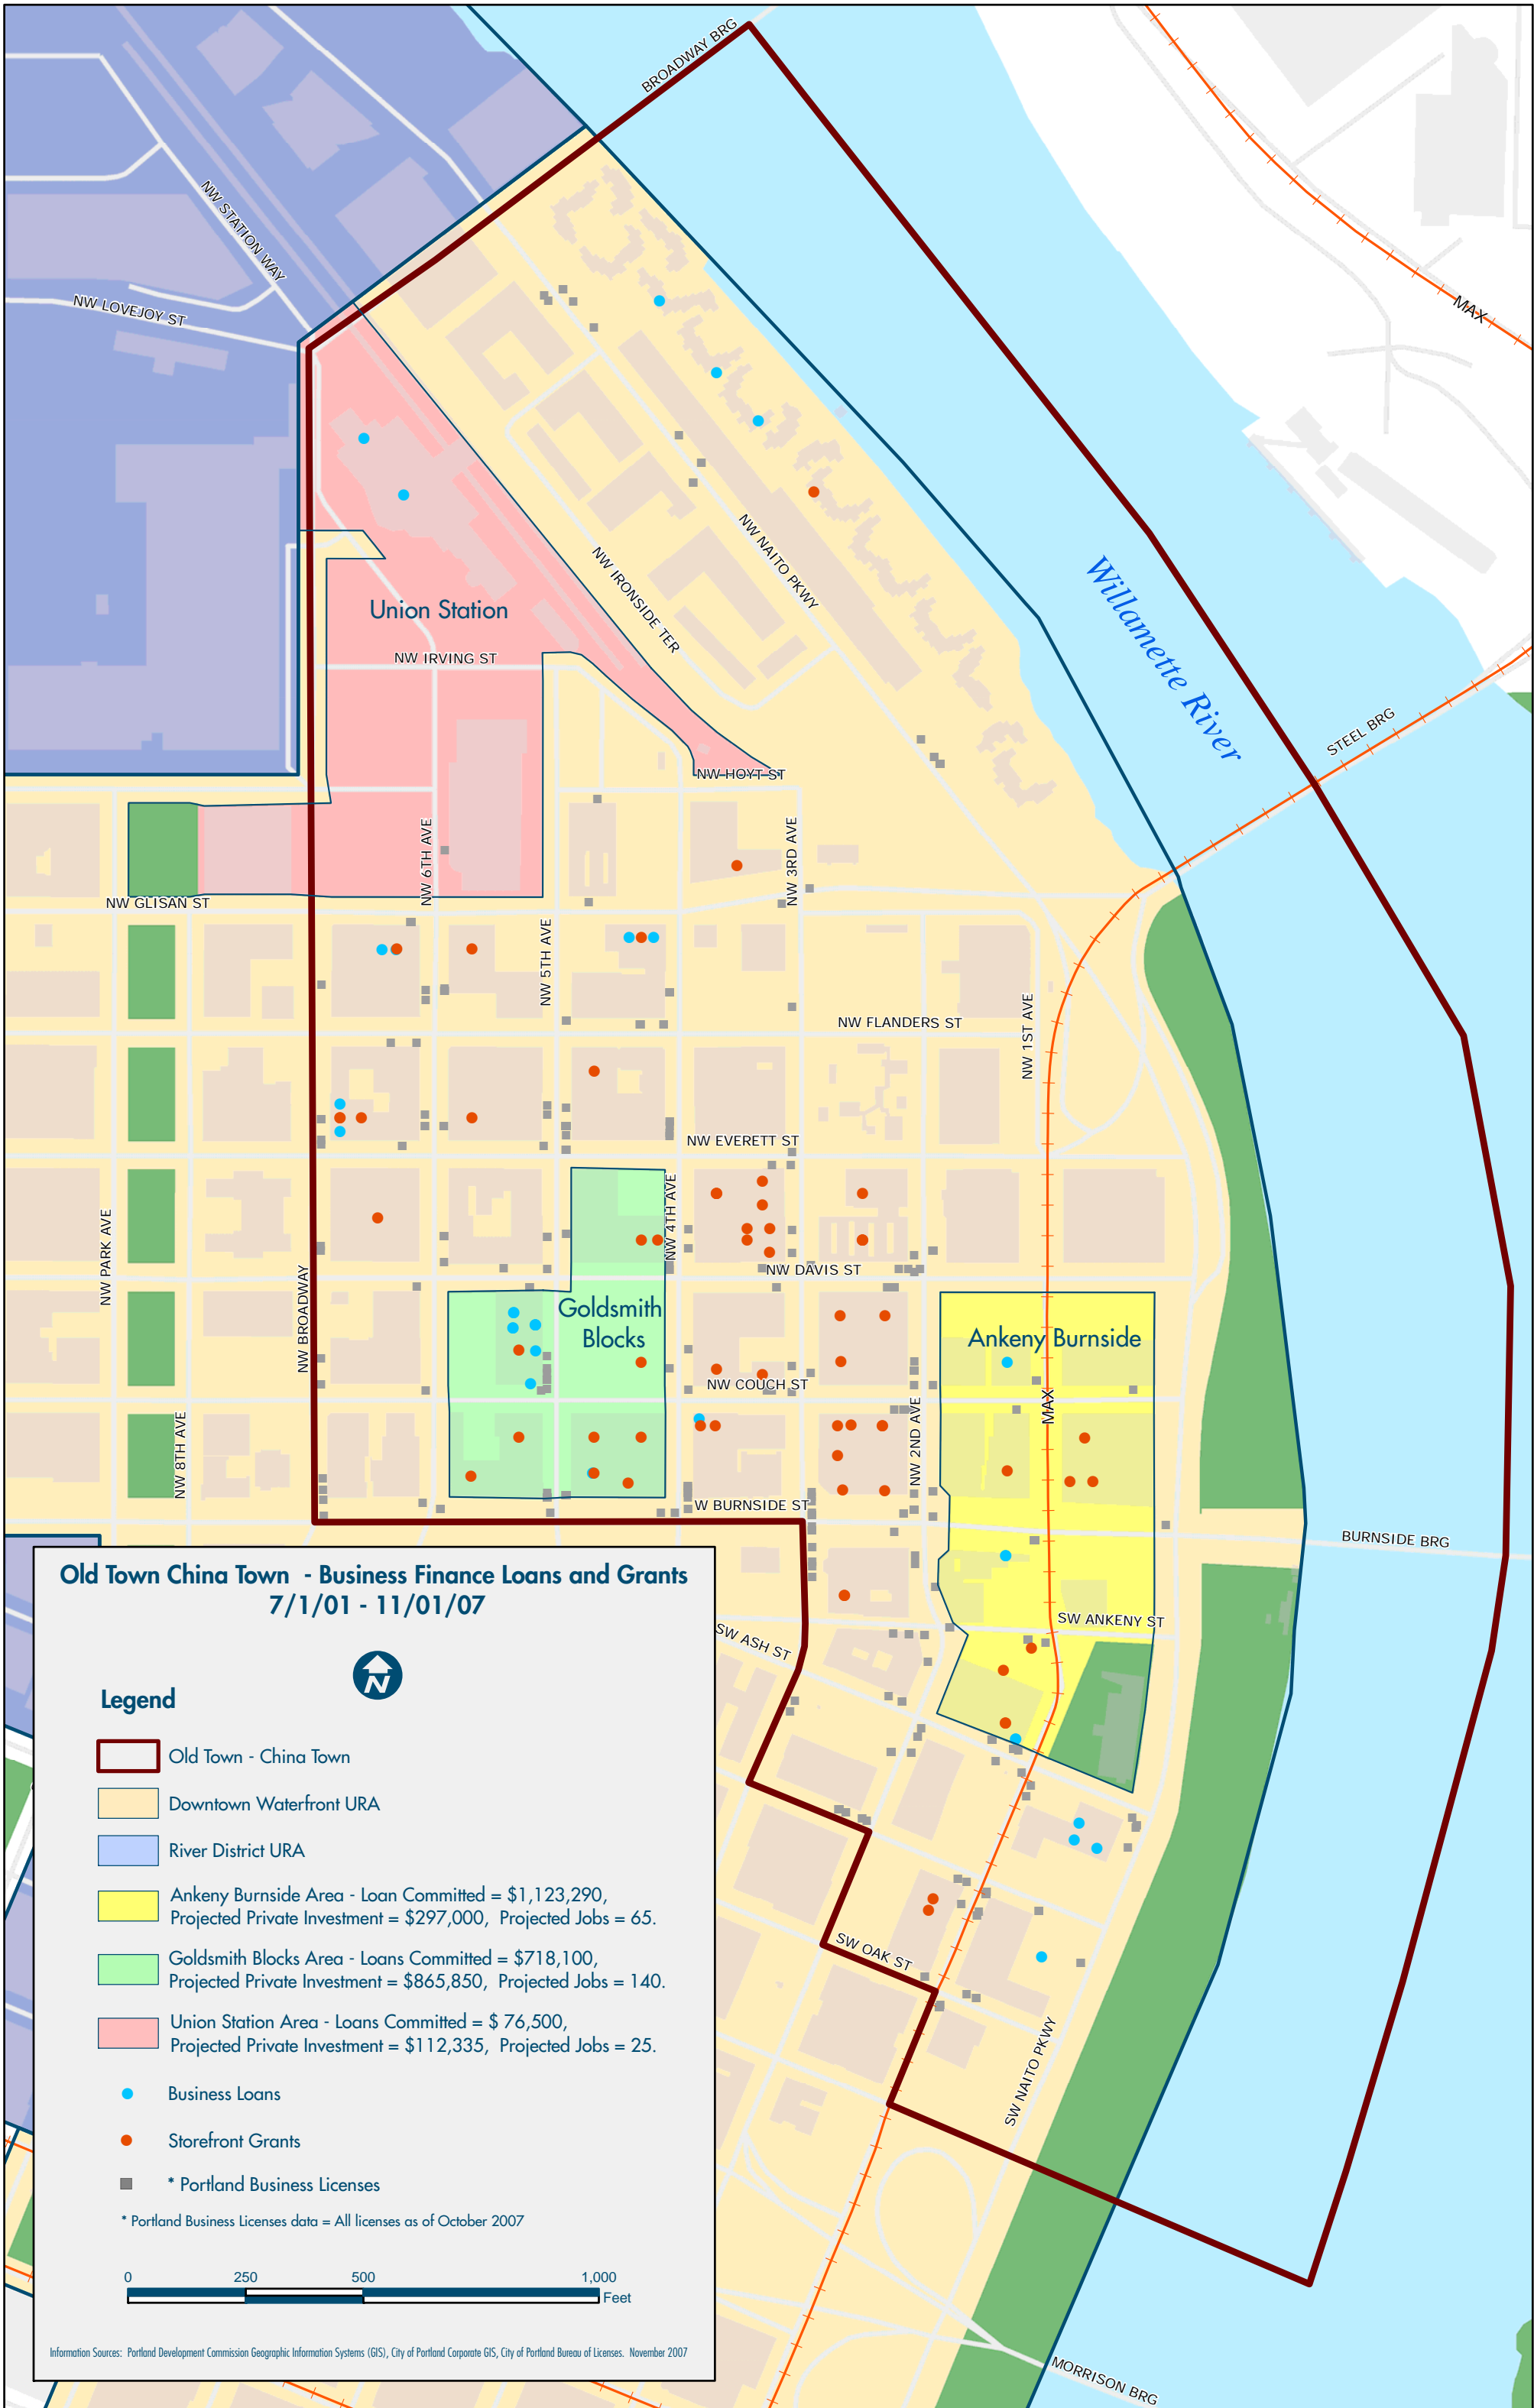 BROADWAY BRG
NW STATION WAY
NW LOVEJOY ST
MAX
NW NAITO PKWY
NW IRONSIDE TER
Willamette River
Union Station
NW IRVING ST
STEEL BRG
NW HOYT ST
NW 6TH AVE
NW 3RD AVE
NW GLISAN ST
NW 5TH AVE
NW FLANDERS ST
NW 1ST AVE
NW EVERETT ST
NW 4TH AVE
NW PARK AVE
NW DAVIS ST
NW BROADWAY
Goldsmith
Blocks
Ankeny Burnside
NW COUCH ST
MAX
NW 8TH AVE
NW 2ND AVE
W BURNSIDE ST
BURNSIDE BRG
SW ANKENY ST
SW ASH ST
SW OAK ST
SW NAITO PKWY
MORRISON BRG
Old Town China Town - Business Finance Loans and Grants
7/1/01 - 11/01/07
N
Legend
Old Town - China Town
Downtown Waterfront URA
River District URA
Ankeny Burnside Area - Loan Committed = $1,123,290,
Projected Private Investment = $297,000, Projected Jobs = 65.
Goldsmith Blocks Area - Loans Committed = $718,100,
Projected Private Investment = $865,850, Projected Jobs = 140.
Union Station Area - Loans Committed = $ 76,500,
Projected Private Investment = $112,335, Projected Jobs = 25.
Business Loans
Storefront Grants
* Portland Business Licenses
* Portland Business Licenses data = All licenses as of October 2007
0 250 500 1,000
Feet
Information Sources: Portland Development Commission Geographic Information Systems (GIS), City of Portland Corporate GIS, City of Portland Bureau of Licenses. November 2007